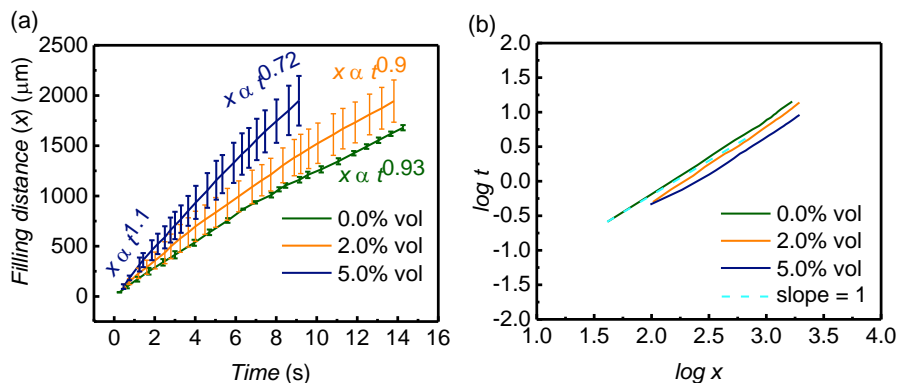 (a)
Filling distance (x) (μm)
2500
2000
1500
1000
500
0
0 2 4 6 8 10 12 14 16
Time (s)
x α t^1.1
x α t^0.72
x α t^0.9
x α t^0.93
0.0% vol
2.0% vol
5.0% vol
(b)
log t
2.0
1.5
1.0
0.5
0.0
-0.5
-1.0
-1.5
-2.0
1.0 1.5 2.0 2.5 3.0 3.5 4.0
log x
0.0% vol
2.0% vol
5.0% vol
slope = 1